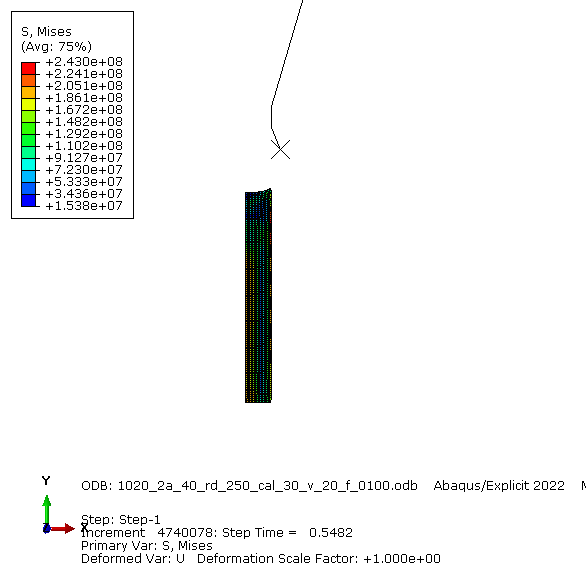 S, Mises
(Avg: 75%)
+2.430e+08
+2.241e+08
+2.051e+08
+1.861e+08
+1.672e+08
+1.482e+08
+1.292e+08
+1.102e+08
+9.127e+07
+7.230e+07
+5.333e+07
+3.436e+07
+1.538e+07
Y
ODB: 1020_2a_40_rd_250_cal_30_v_20_f_0100.odb Abaqus/Explicit 2022
X
Step: Step-1
Increment 4740078: Step Time = 0.5482
Primary Var: S, Mises
Deformed Var: U Deformation Scale Factor: +1.000e+00